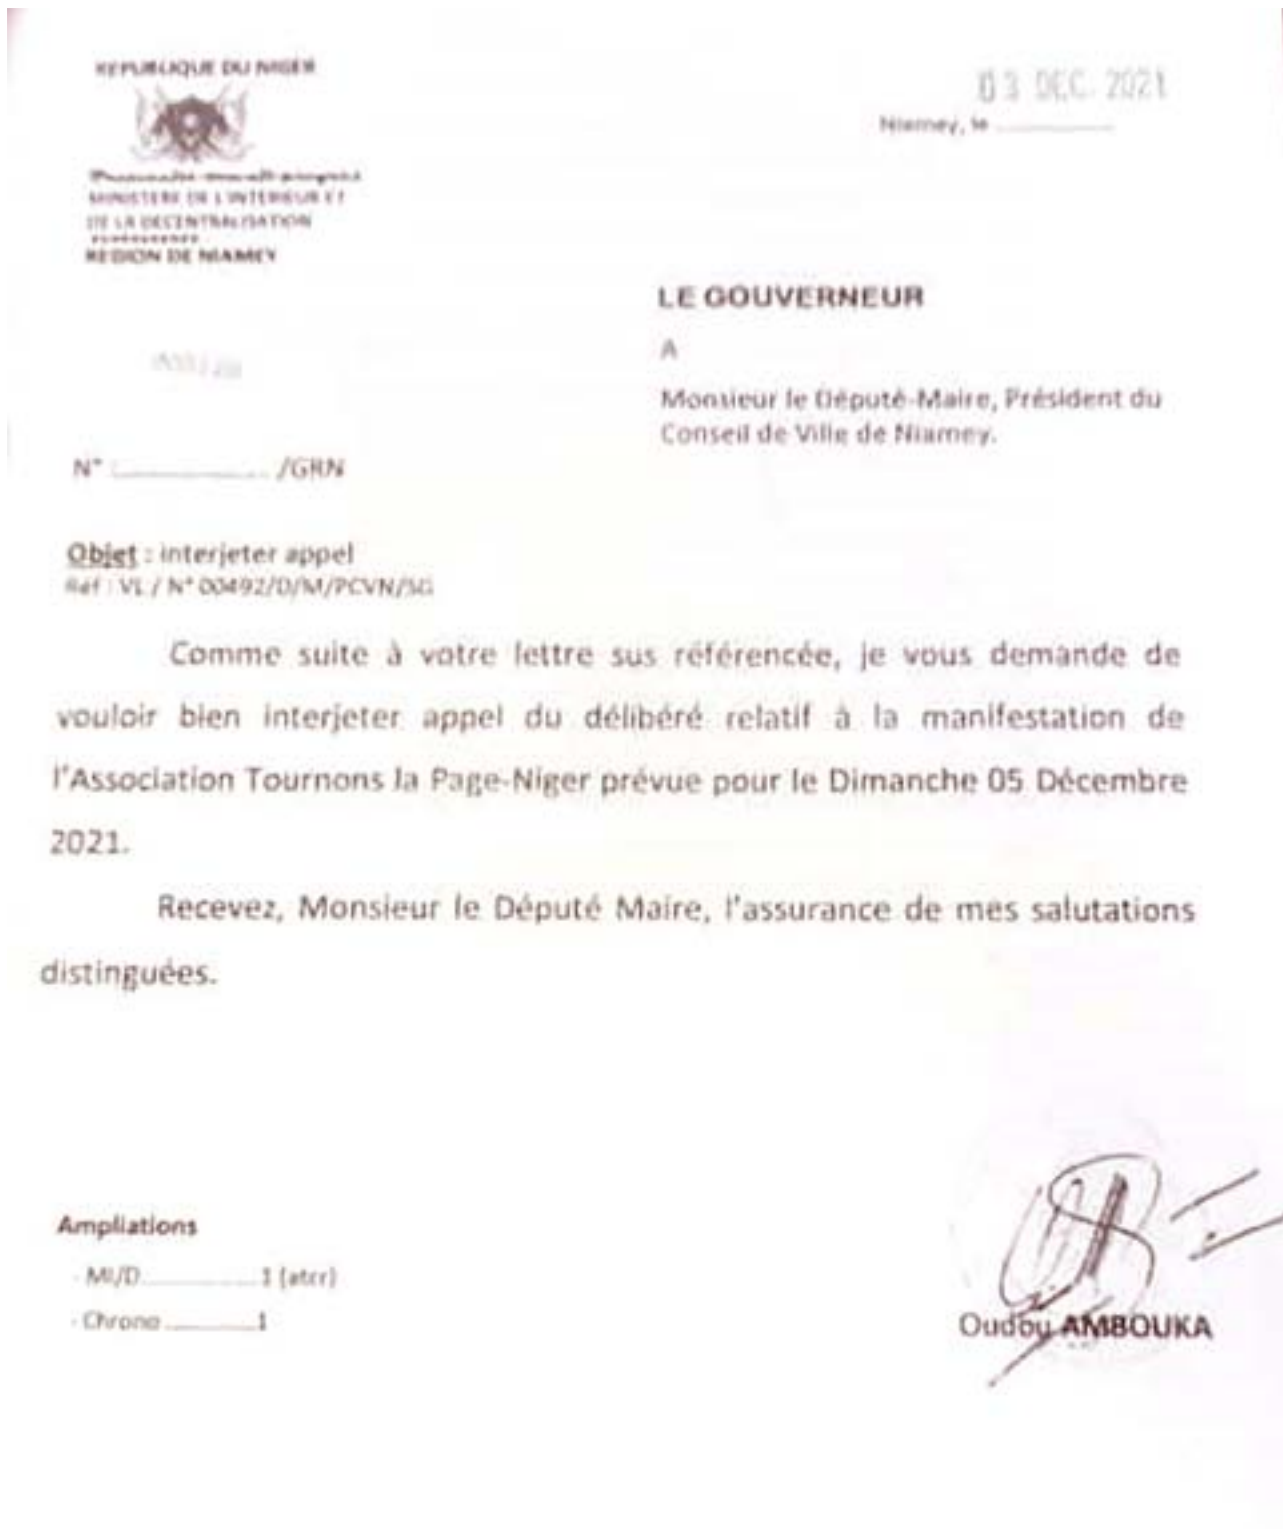 REPUBLIQUE DU NIGER
03 DEC. 2021
Niamey, le
MINISTERE DE L'INTERIEUR ET
DE LA DECENTRALISATION
REGION DE NIAMEY
LE GOUVERNEUR
A
Monsieur le Député-Maire, Président du
Conseil de Ville de Niamey.
N° /GRN
Objet : interjeter appel
Réf : VL / N° 00492/D/M/PCVN/SG
Comme suite à votre lettre sus référencée, je vous demande de
vouloir bien interjeter appel du délibéré relatif à la manifestation de
l'Association Tournons la Page-Niger prévue pour le Dimanche 05 Décembre
2021.
Recevez, Monsieur le Député Maire, l'assurance de mes salutations
distinguées.
Ampliations
- MI/D 1 (atcr)
- Chrono 1
Oudou AMBOUKA